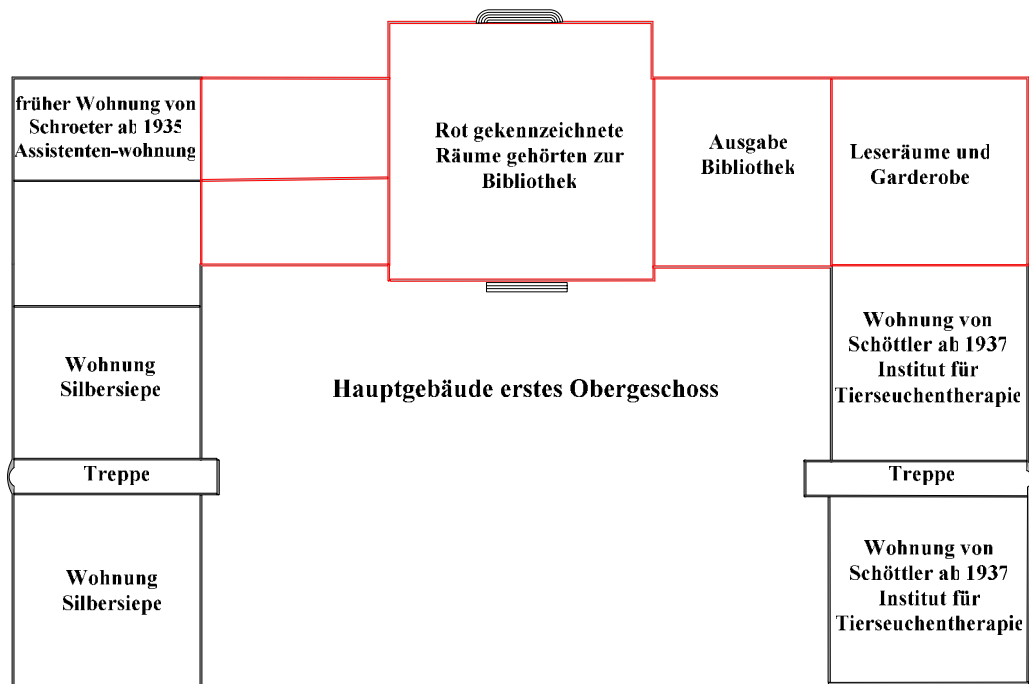 früher Wohnung von
Schroeter ab 1935
Assistenten-wohnung
Rot gekennzeichnete
Räume gehörten zur
Bibliothek
Ausgabe
Bibliothek
Leseräume und
Garderobe
Wohnung
Silbersiepe
Hauptgebäude erstes Obergeschoss
Wohnung von
Schöttler ab 1937
Institut für
Tierseuchentherapie
Treppe
Treppe
Wohnung
Silbersiepe
Wohnung von
Schöttler ab 1937
Institut für
Tierseuchentherapie